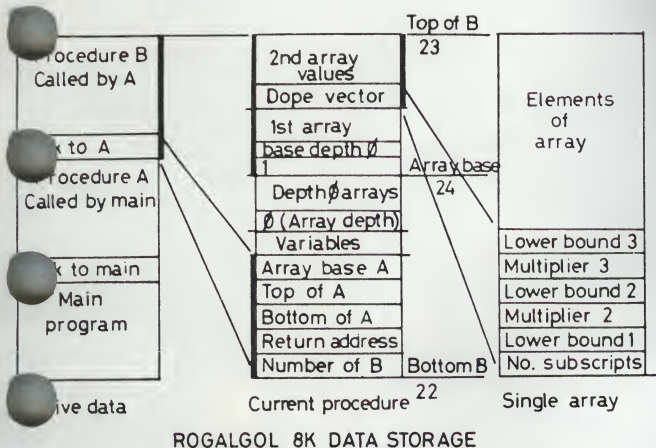 Procedure B
Called by A
to A
Procedure A
Called by main
to main
Main
program
data
2nd array
values
Dope vector
1st array
base depth Ø
1
Depth Ø arrays
Ø (Array depth)
Variables
Array base A
Top of A
Bottom of A
Return address
Number of B
Current procedure
Top of B
23
Array base
24
Bottom B
22
Elements
of
array
Lower bound 3
Multiplier 3
Lower bound 2
Multiplier 2
Lower bound 1
No. subscripts
Single array
ROGALGOL 8K DATA STORAGE